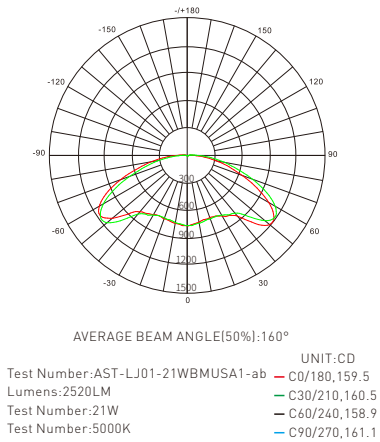 -/+180
-150
150
-120
120
-90
90
300
-60
600
60
900
-30
1200
30
1500
0
AVERAGE BEAM ANGLE(50%):160°
UNIT:CD
Test Number:AST-LJ01-21WBMUSA1-ab
C0/180,159.5
Lumens:2520LM
C30/210,160.5
Test Number:21W
C60/240,158.9
Test Number:5000K
C90/270,161.1